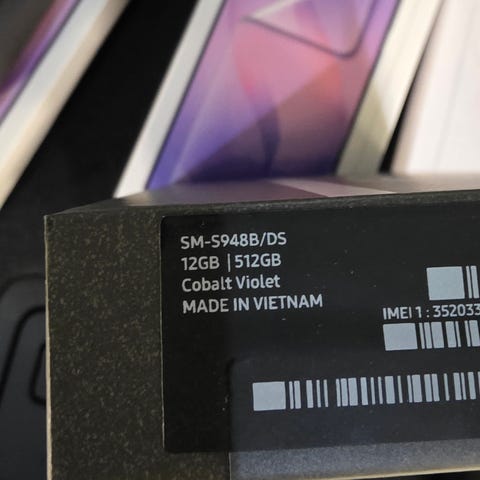 SM-S948B/DS
12GB | 512GB
Cobalt Violet
MADE IN VIETNAM
IMEI 1 : 352033